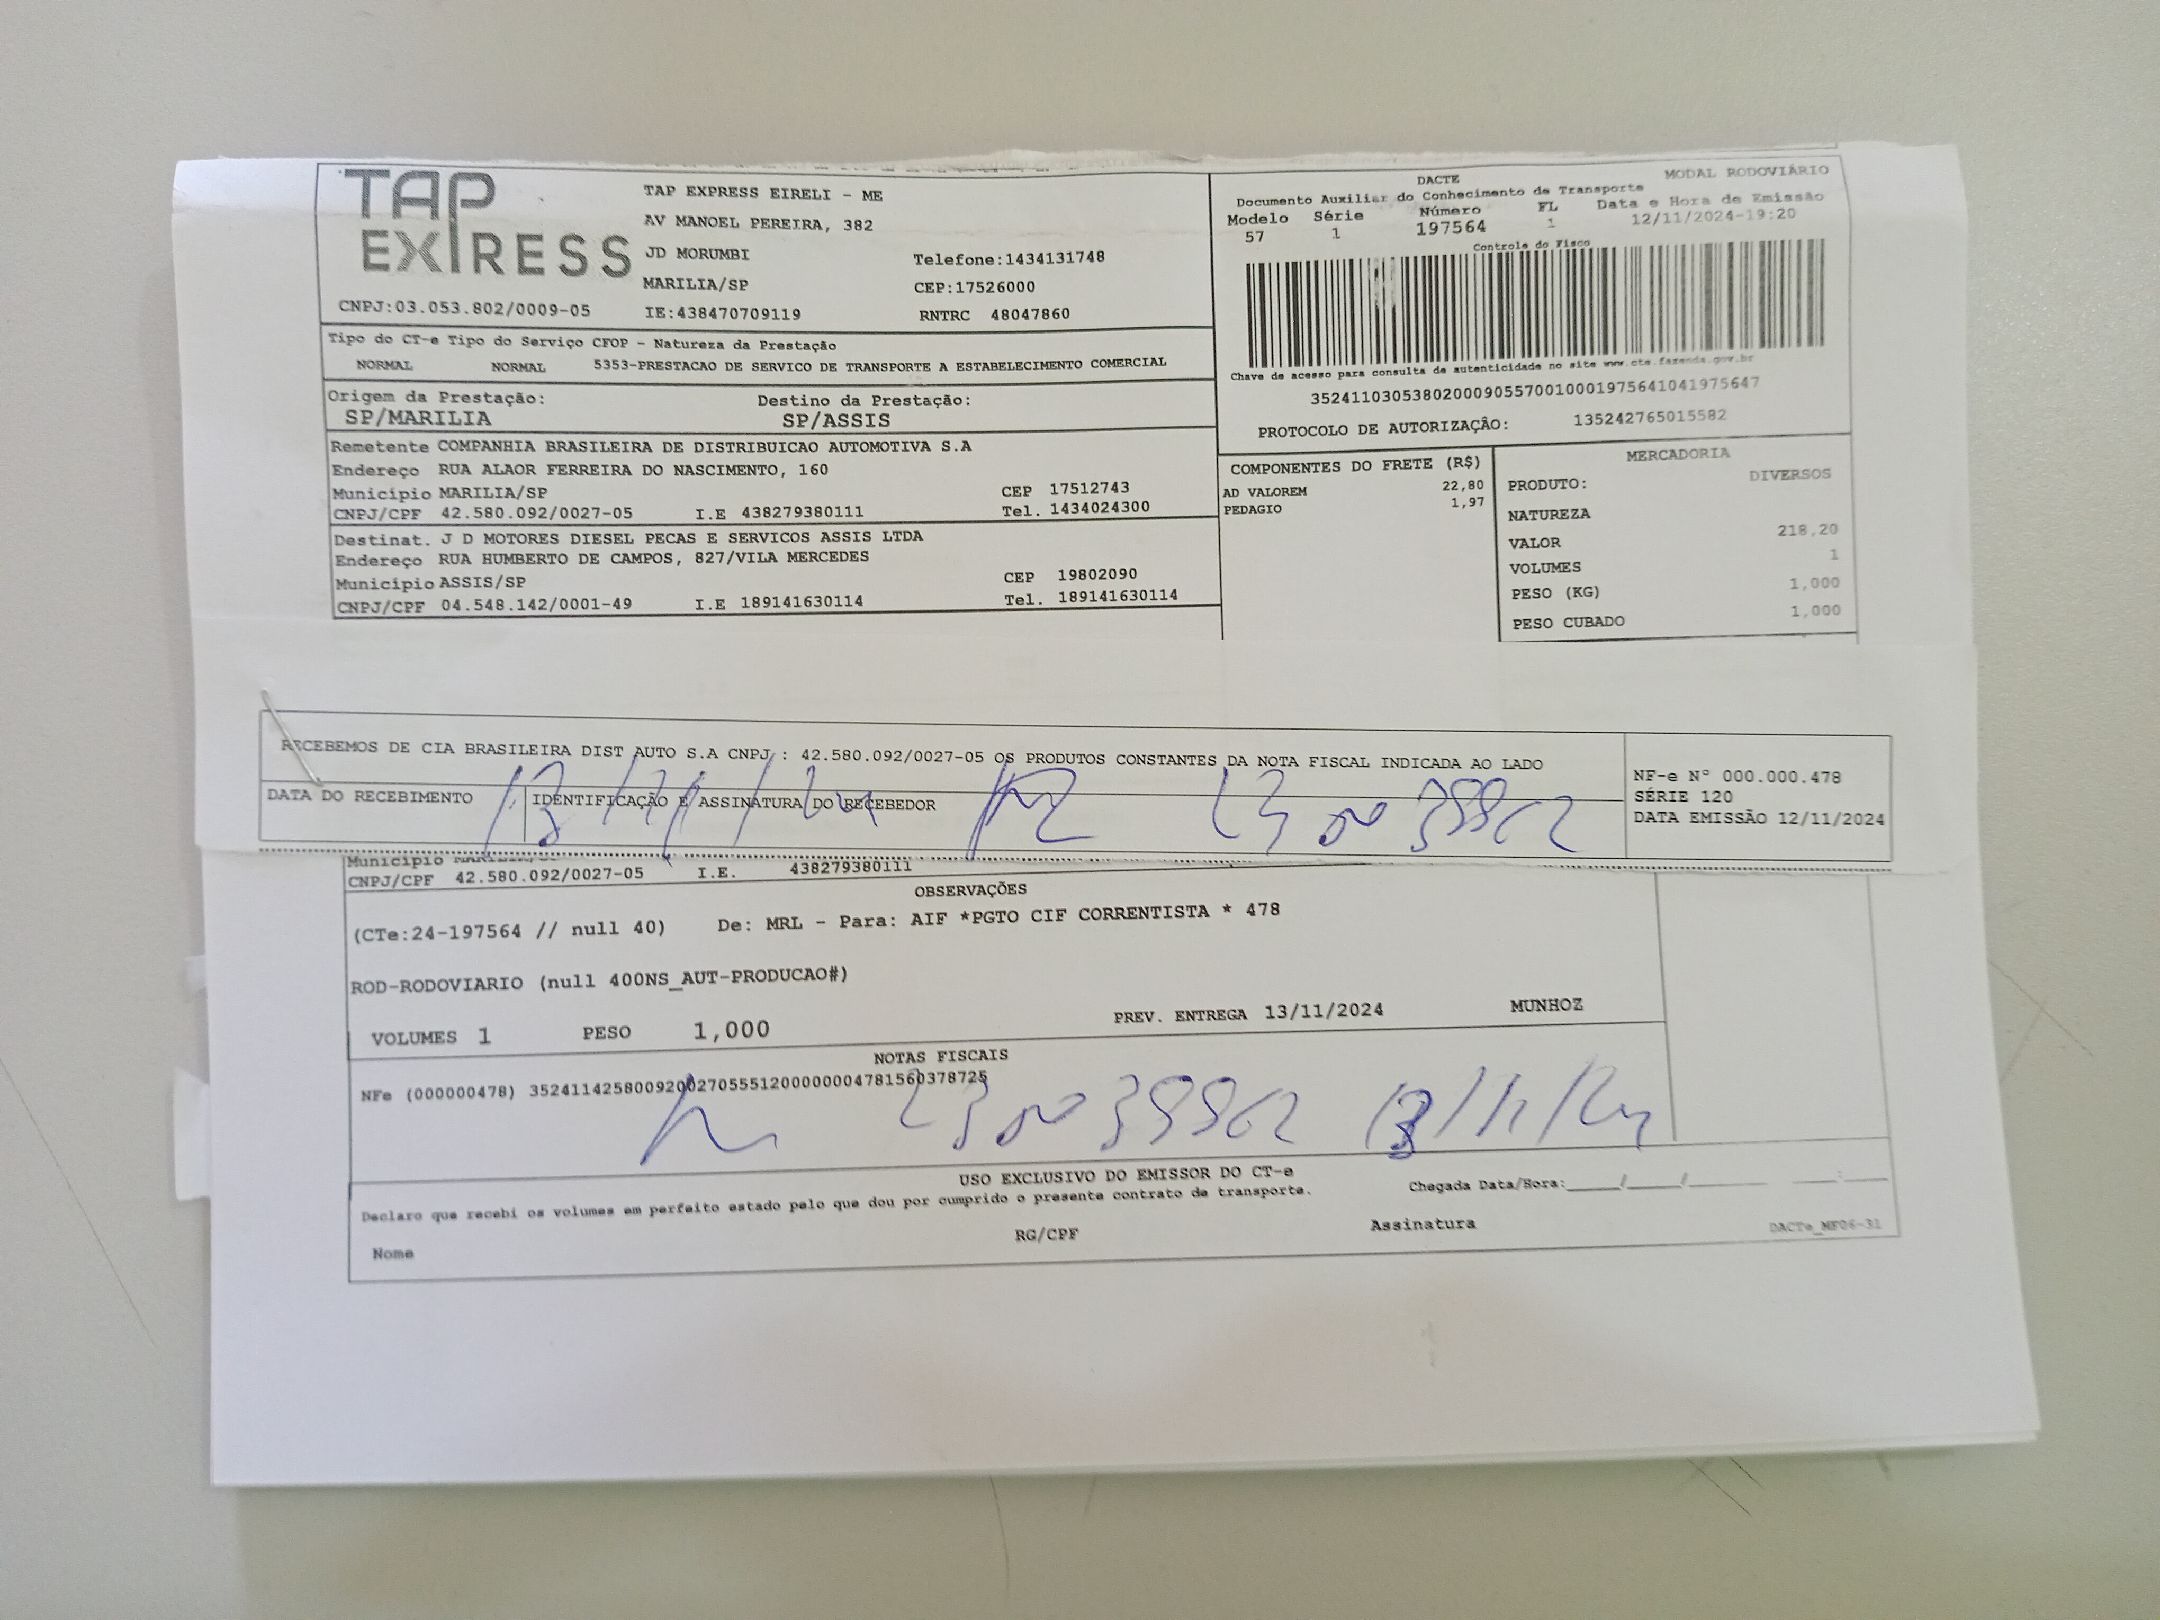 TAP EXPRESS
TAP EXPRESS EIRELI - ME
AV MANOEL PEREIRA, 382
JD MORUMBI
Telefone:1434131748
MARILIA/SP
CEP:17526000
CNPJ:03.053.802/0009-05
IE:438470709119
RNTRC 48047860
DACTE
MODAL RODOVIÁRIO
Documento Auxiliar do Conhecimento de Transporte
Modelo Série Número FL Data e Hora de Emissão
57 1 197564 1 12/11/2024-19:20
Controle do Fisco
Chave de acesso para consulta de autenticidade no site www.cte.fazenda.gov.br
35241103053802000905570010001975641041975647
PROTOCOLO DE AUTORIZAÇÃO: 135242765015582
Tipo do CT-e Tipo do Serviço CFOP - Natureza da Prestação
NORMAL NORMAL 5353-PRESTACAO DE SERVICO DE TRANSPORTE A ESTABELECIMENTO COMERCIAL
Origem da Prestação: Destino da Prestação:
SP/MARILIA SP/ASSIS
Remetente COMPANHIA BRASILEIRA DE DISTRIBUICAO AUTOMOTIVA S.A
Endereço RUA ALAOR FERREIRA DO NASCIMENTO, 160
Município MARILIA/SP CEP 17512743
CNPJ/CPF 42.580.092/0027-05 I.E 438279380111 Tel. 1434024300
Destinat. J D MOTORES DIESEL PECAS E SERVICOS ASSIS LTDA
Endereço RUA HUMBERTO DE CAMPOS, 827/VILA MERCEDES
Município ASSIS/SP CEP 19802090
CNPJ/CPF 04.548.142/0001-49 I.E 189141630114 Tel. 189141630114
COMPONENTES DO FRETE (R$)
AD VALOREM 22,80
PEDAGIO 1,97
MERCADORIA
PRODUTO: DIVERSOS
NATUREZA
VALOR 218,20
VOLUMES 1
PESO (KG) 1,000
PESO CUBADO 1,000
RECEBEMOS DE CIA BRASILEIRA DIST AUTO S.A CNPJ : 42.580.092/0027-05 OS PRODUTOS CONSTANTES DA NOTA FISCAL INDICADA AO LADO
DATA DO RECEBIMENTO
IDENTIFICAÇÃO E ASSINATURA DO RECEBEDOR
13/11/24
NF-e N° 000.000.478
SÉRIE 120
DATA EMISSÃO 12/11/2024
Município
CNPJ/CPF 42.580.092/0027-05 I.E. 438279380111
OBSERVAÇÕES
(CTe:24-197564 // null 40) De: MRL - Para: AIF *PGTO CIF CORRENTISTA * 478
ROD-RODOVIARIO (null 400NS_AUT-PRODUCAO#)
VOLUMES 1 PESO 1,000 PREV. ENTREGA 13/11/2024 MUNHOZ
NOTAS FISCAIS
NFe (000000478) 35241142580092002705551200000004781560378725
13/11/24
USO EXCLUSIVO DO EMISSOR DO CT-e
Declaro que recebi os volumes em perfeito estado pelo que dou por cumprido o presente contrato de transporte.
Chegada Data/Hora:____/____/______ ___:___
Nome
RG/CPF
Assinatura
DACTe_MF06-31